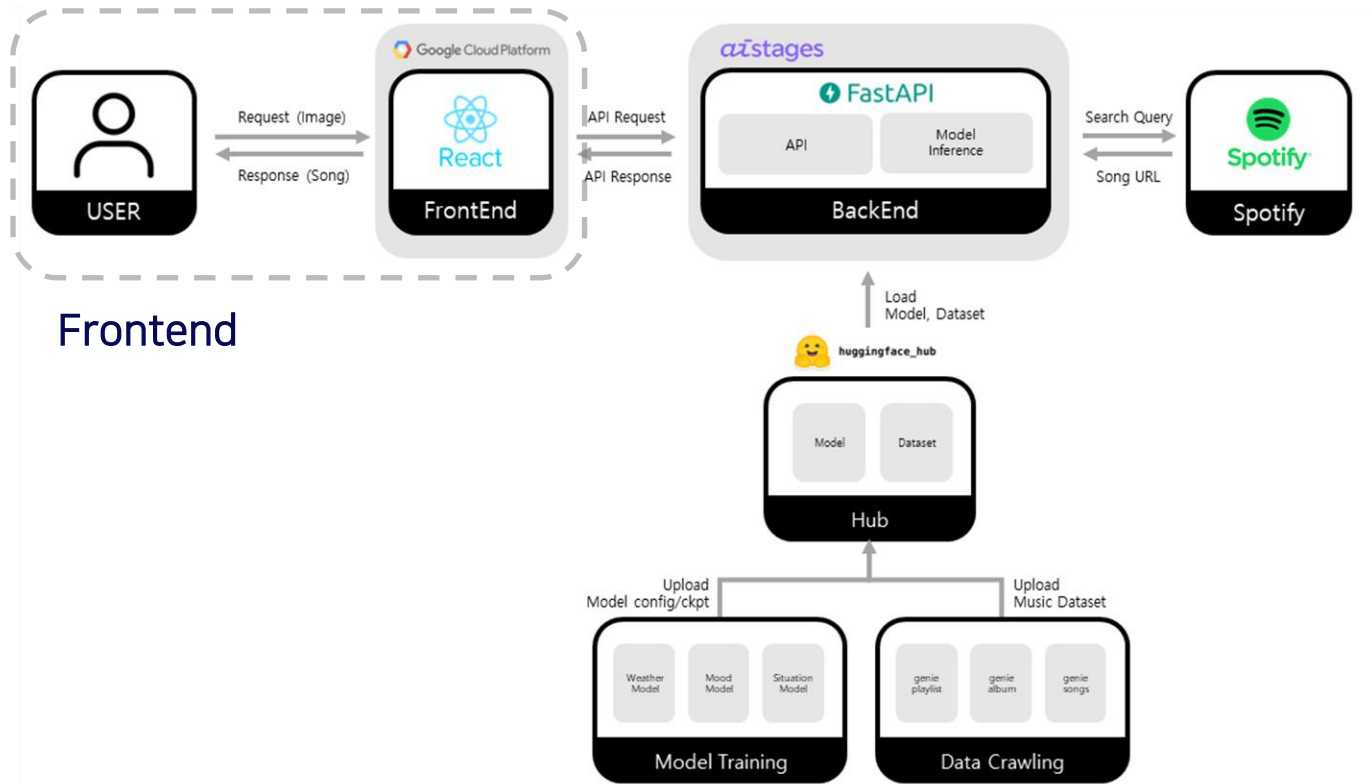 Google Cloud Platform
aistages
FastAPI
React
Request (Image)
Response (Song)
API Request
API Response
API
Model
Inference
Search Query
Song URL
Spotify
USER
FrontEnd
BackEnd
Spotify
Frontend
Load
Model, Dataset
huggingface_hub
Model
Dataset
Hub
Upload
Model config/ckpt
Upload
Music Dataset
Weather
Model
Mood
Model
Situation
Model
genie
playlist
genie
album
genie
songs
Model Training
Data Crawling